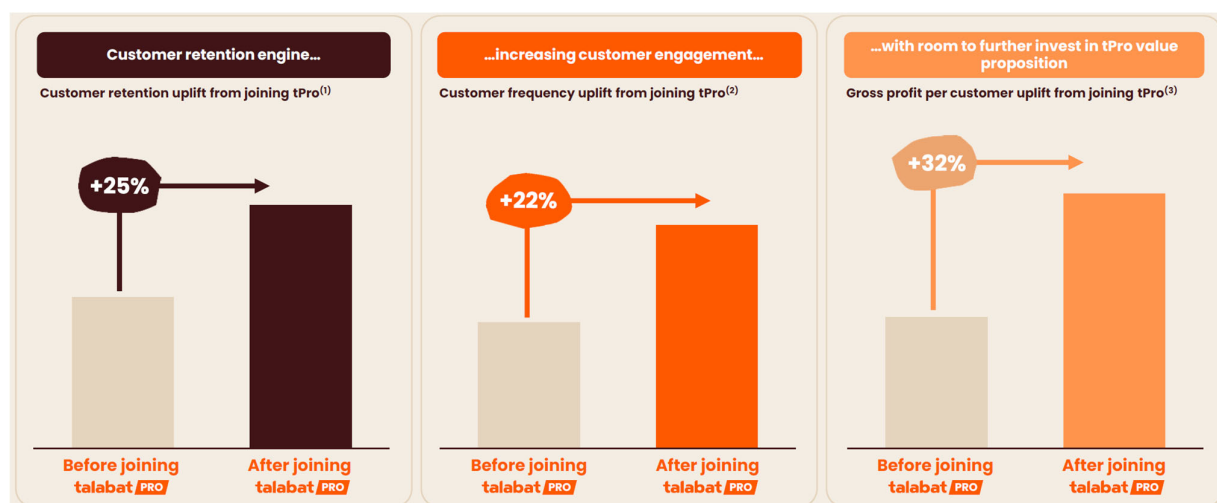 Customer retention engine...
Customer retention uplift from joining tPro(1)
+25%
Before joining
talabat PRO
After joining
talabat PRO
...increasing customer engagement...
Customer frequency uplift from joining tPro(2)
+22%
Before joining
talabat PRO
After joining
talabat PRO
...with room to further invest in tPro value
proposition
Gross profit per customer uplift from joining tPro(3)
+32%
Before joining
talabat PRO
After joining
talabat PRO